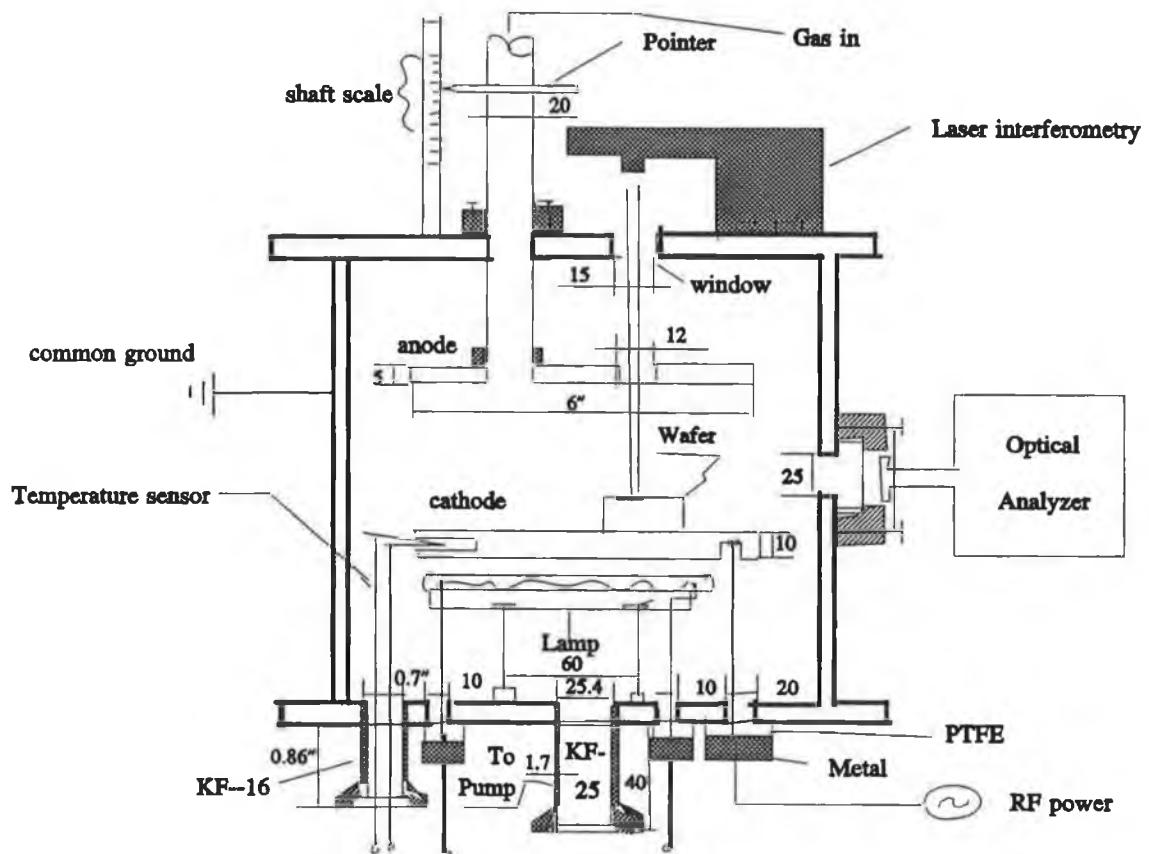 Pointer
Gas in
shaft scale
20
Laser interferometry
15
window
12
anode
common ground
5
6"
Wafer
Optical
Analyzer
25
Temperature sensor
cathode
10
Lamp
60
0.7"
10
25.4
10
20
PTFE
0.86"
To
KF-
Metal
1.7
KF-16
Pump
25
40
RF power